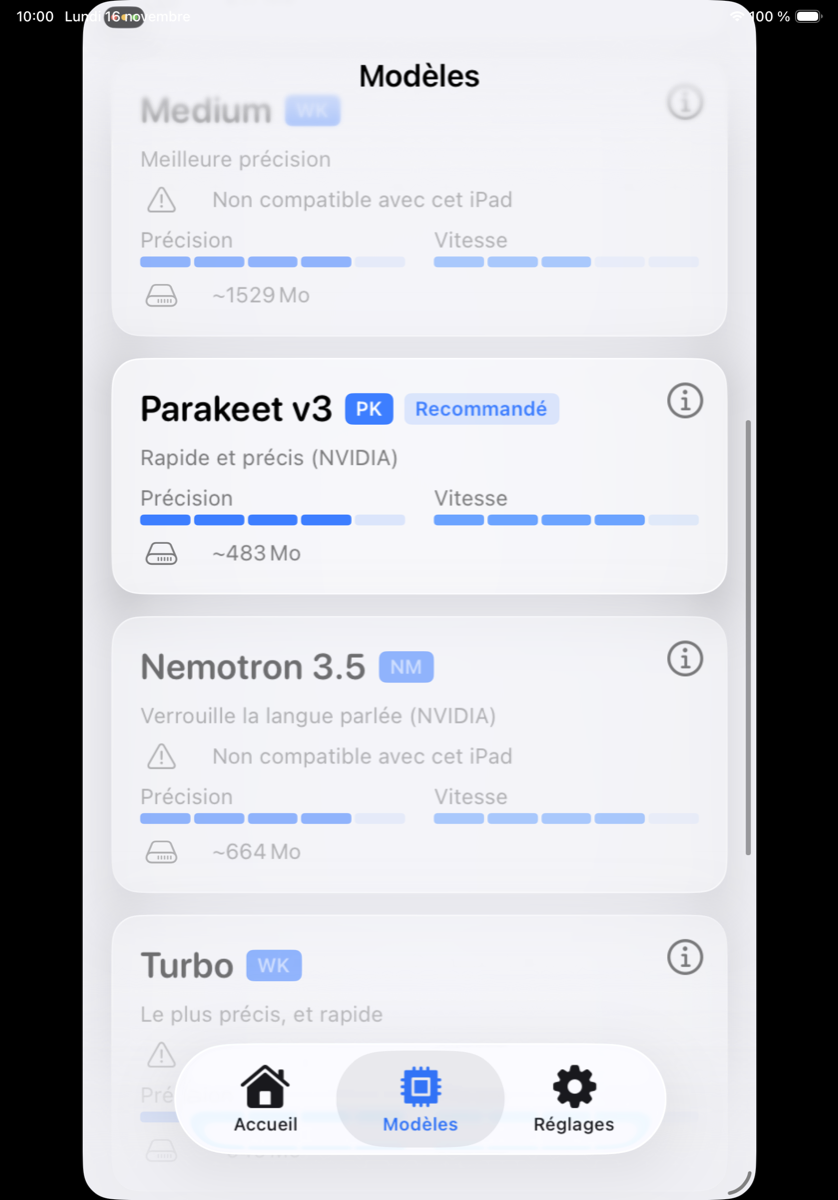 10:00 Lundi 16 novembre 100 %
Modèles
Medium WK
Meilleure précision
Non compatible avec cet iPad
Précision Vitesse
~1529 Mo
Parakeet v3 PK Recommandé
Rapide et précis (NVIDIA)
Précision Vitesse
~483 Mo
Nemotron 3.5 NM
Verrouille la langue parlée (NVIDIA)
Non compatible avec cet iPad
Précision Vitesse
~664 Mo
Turbo WK
Le plus précis, et rapide
Accueil Modèles Réglages